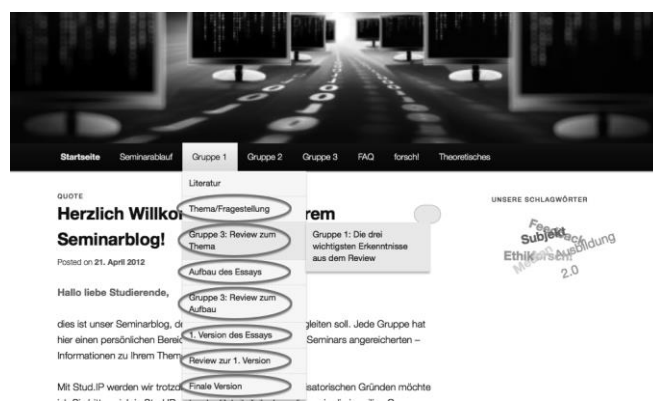 Startseite Seminarablauf Gruppe 1 Gruppe 2 Gruppe 3 FAQ forsch! Theoretisches
Literatur
Thema/Fragestellung
Gruppe 3: Review zum
Thema
Gruppe 1: Die drei
wichtigsten Erkenntnisse
aus dem Review
Aufbau des Essays
Gruppe 3: Review zum
Aufbau
1. Version des Essays
Review zur 1. Version
Finale Version
QUOTE
Herzlich Willko rem
Seminarblog!
Posted on 21. April 2012
Hallo liebe Studierende,
dies ist unser Seminarblog, de gleiten soll. Jede Gruppe hat
hier einen persönlichen Bereic Seminars angereicherten –
Informationen zu Ihrem Them
Mit Stud.IP werden wir trotzd isatorischen Gründen möchte
UNSERE SCHLAGWÖRTER
Feedback
Subjekt
Ausbildung
Ethik
2.0